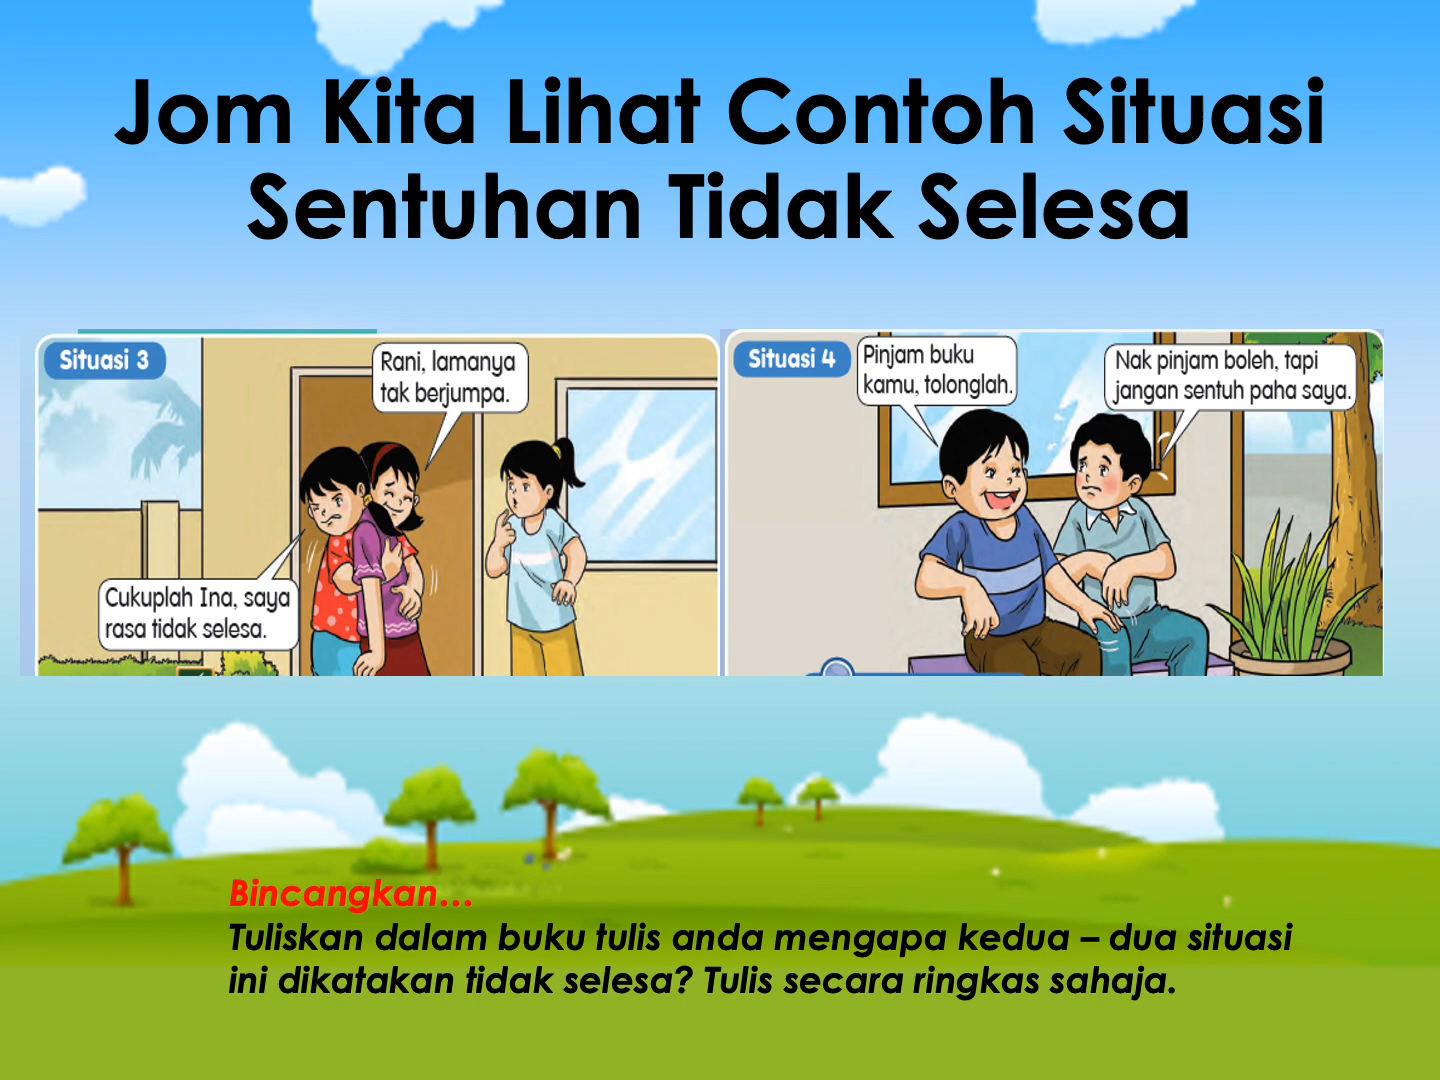 Jom Kita Lihat Contoh Situasi
Sentuhan Tidak Selesa
Situasi 3
Rani, lamanya
tak berjumpa.
Cukuplah Ina, saya
rasa tidak selesa.
Situasi 4
Pinjam buku
kamu, tolonglah.
Nak pinjam boleh, tapi
jangan sentuh paha saya.
Bincangkan...
Tuliskan dalam buku tulis anda mengapa kedua – dua situasi
ini dikatakan tidak selesa? Tulis secara ringkas sahaja.